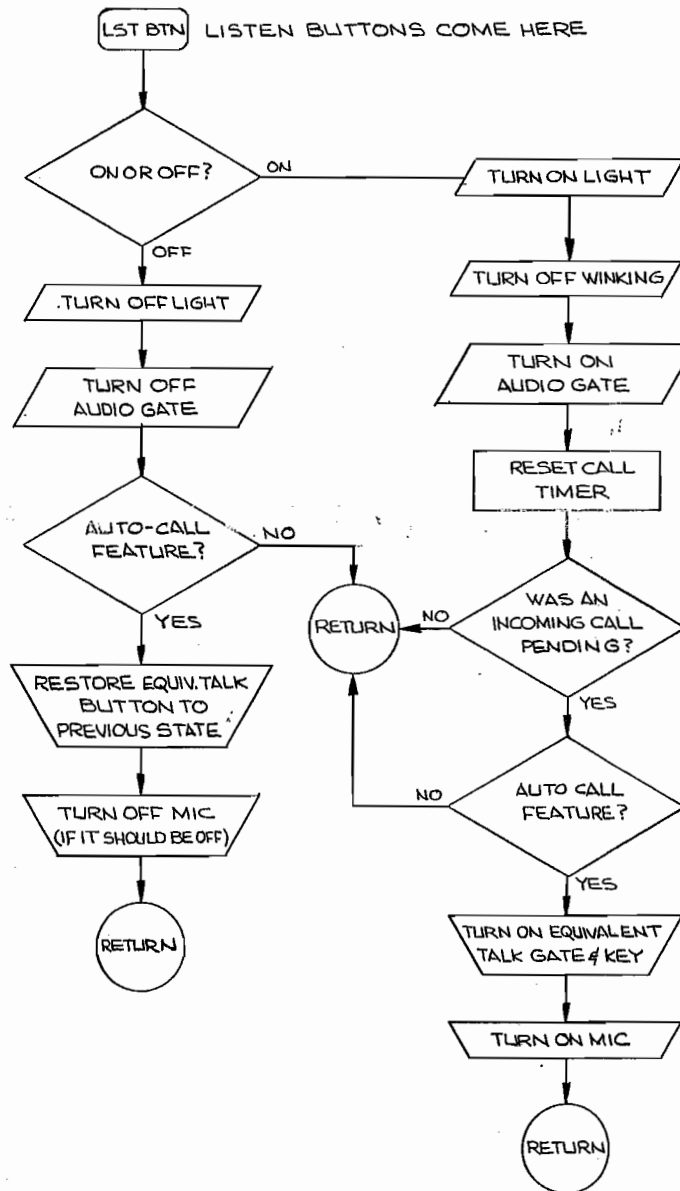 LST BTN LISTEN BUTTONS COME HERE
ON OR OFF?
ON
OFF
.TURN OFF LIGHT
TURN OFF
AUDIO GATE
AUTO-CALL
FEATURE?
NO
YES
RESTORE EQUIV. TALK
BUTTON TO
PREVIOUS STATE
TURN OFF MIC
(IF IT SHOULD BE OFF)
RETURN
TURN ON LIGHT
TURN OFF WINKING
TURN ON
AUDIO GATE
RESET CALL
TIMER
WAS AN
INCOMING CALL
PENDING?
NO
RETURN
YES
AUTO CALL
FEATURE?
NO
YES
TURN ON EQUIVALENT
TALK GATE & KEY
TURN ON MIC
RETURN